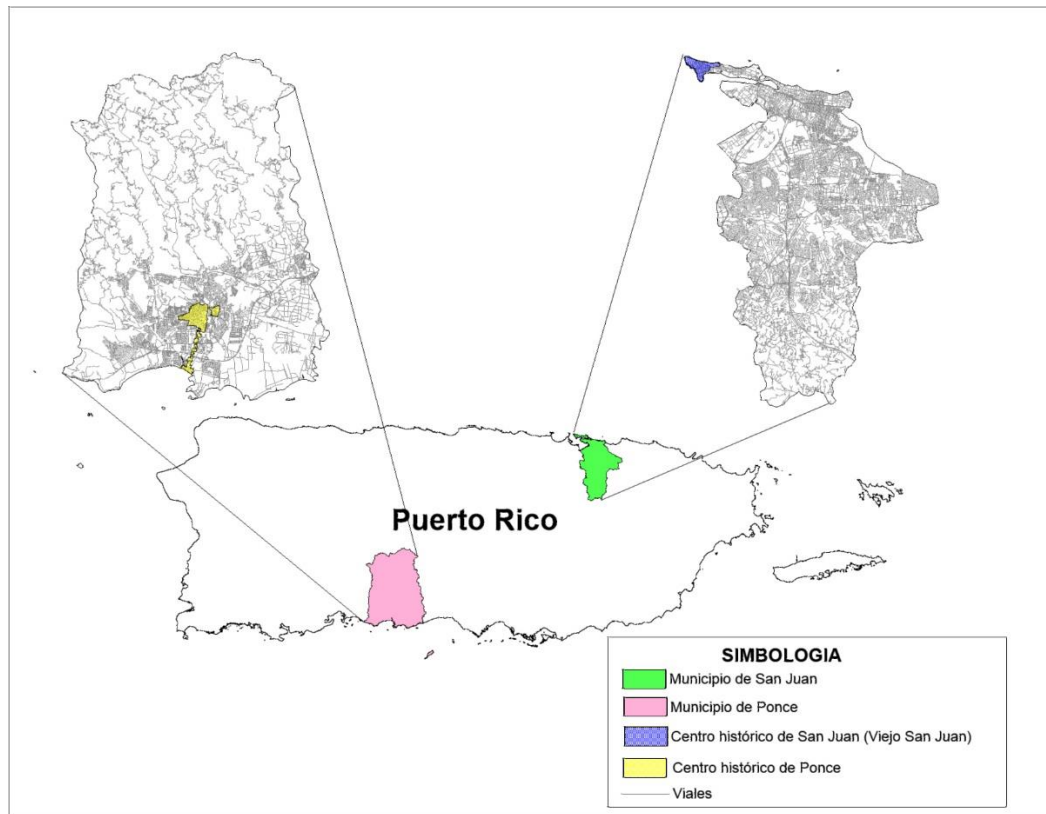 Puerto Rico
SIMBOLOGIA
Municipio de San Juan
Municipio de Ponce
Centro histórico de San Juan (Viejo San Juan)
Centro histórico de Ponce
Viales